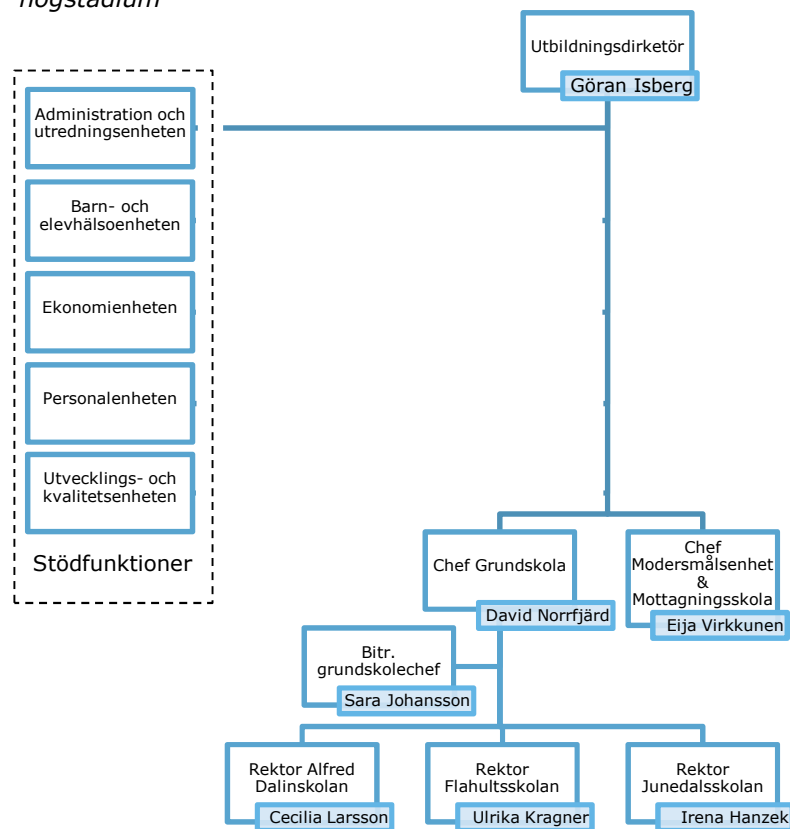 högstadium
Utbildningsdirketör
Göran Isberg
Administration och
utredningsenheten
Barn- och
elevhälsoenheten
Ekonomienheten
Personalenheten
Utvecklings- och
kvalitetsenheten
Stödfunktioner
Chef Grundskola
David Norrfjärd
Chef
Modersmålsenhet
&
Mottagningsskola
Eija Virkkunen
Bitr.
grundskolechef
Sara Johansson
Rektor Alfred
Dalinskolan
Cecilia Larsson
Rektor
Flahultsskolan
Ulrika Kragner
Rektor
Junedalsskolan
Irena Hanzek